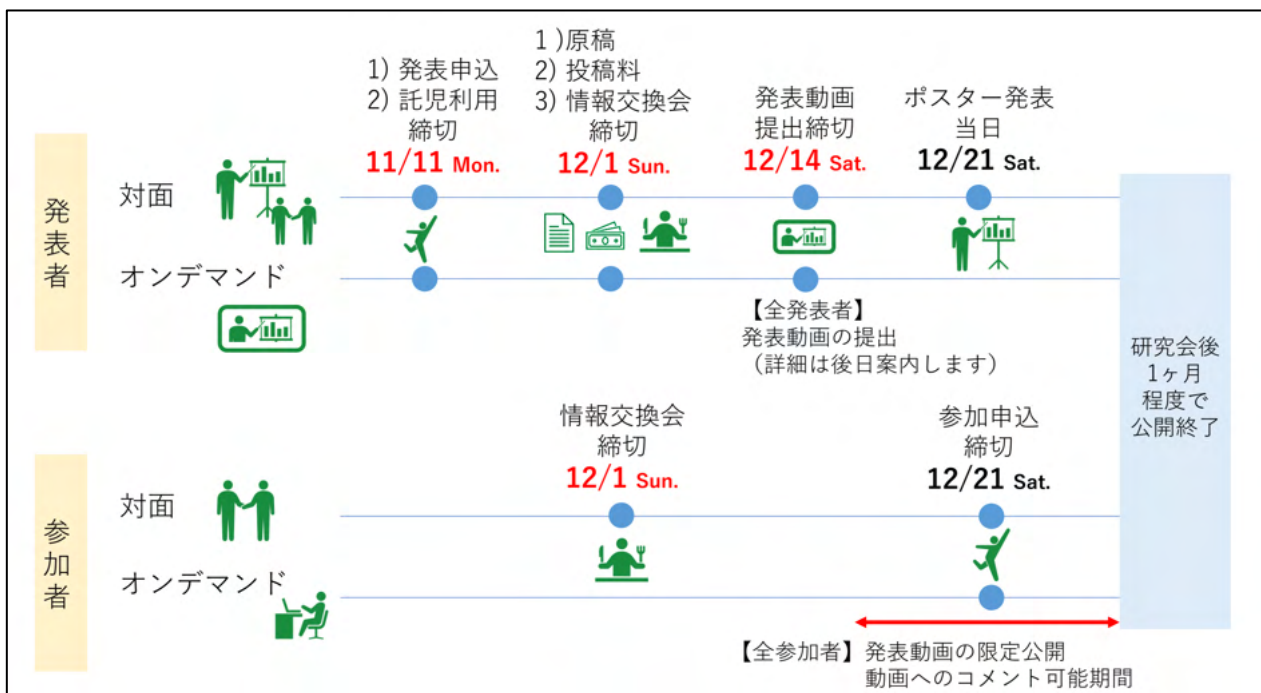 発表者
対面
オンデマンド
1) 発表申込
2) 託児利用
締切
11/11 Mon.
1 )原稿
2) 投稿料
3) 情報交換会
締切
12/1 Sun.
発表動画
提出締切
12/14 Sat.
ポスター発表
当日
12/21 Sat.
【全発表者】
発表動画の提出
（詳細は後日案内します）
参加者
対面
オンデマンド
情報交換会
締切
12/1 Sun.
参加申込
締切
12/21 Sat.
【全参加者】発表動画の限定公開
動画へのコメント可能期間
研究会後
1ヶ月
程度で
公開終了